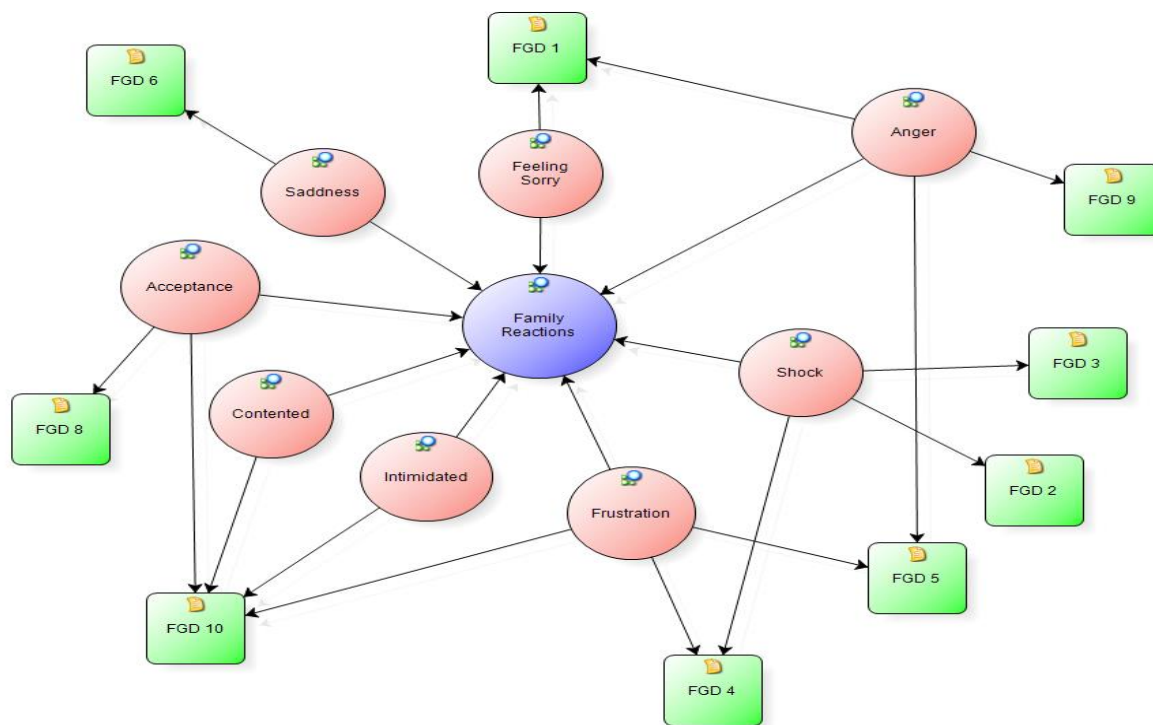 FGD 1
FGD 6
Anger
Feeling
Sorry
Saddness
FGD 9
Acceptance
Family
Reactions
FGD 3
Shock
Contented
FGD 8
Intimidated
FGD 2
Frustration
FGD 5
FGD 10
FGD 4